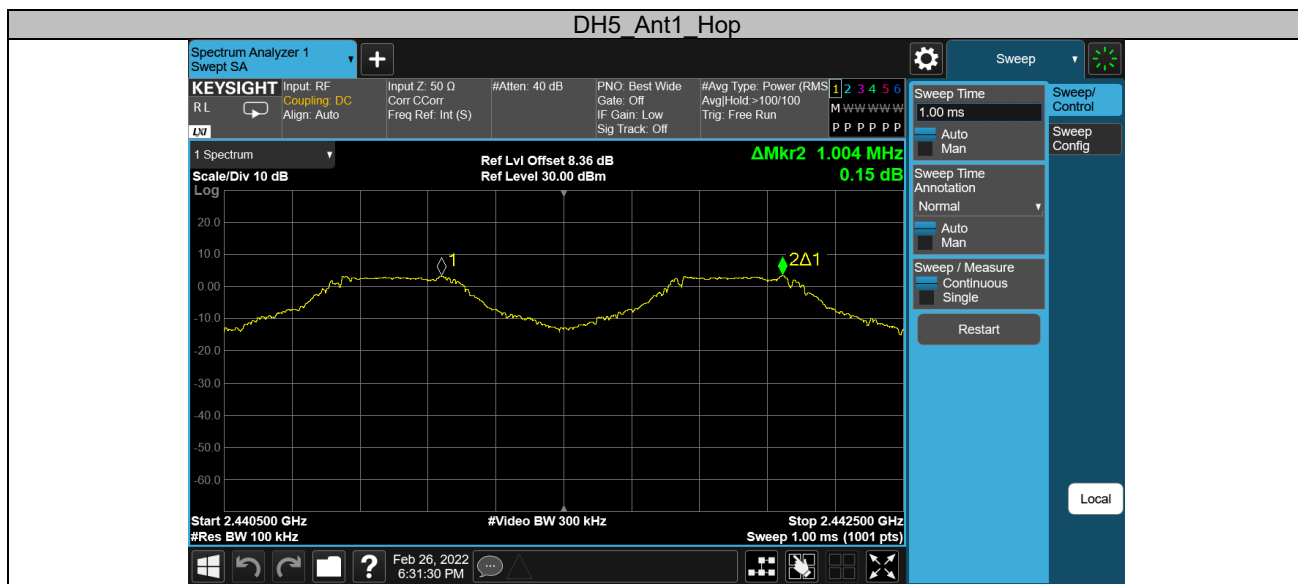 DH5_Ant1_Hop
Spectrum Analyzer 1
Swept SA
Sweep
KEYSIGHT
RL
LXI
Input: RF
Coupling: DC
Align: Auto
Input Z: 50 Ω
Corr CCorr
Freq Ref: Int (S)
#Atten: 40 dB
PNO: Best Wide
Gate: Off
IF Gain: Low
Sig Track: Off
#Avg Type: Power (RMS
Avg|Hold:>100/100
Trig: Free Run
1 2 3 4 5 6
M W W W W W
P P P P P P
1 Spectrum
Scale/Div 10 dB
Ref Lvl Offset 8.36 dB
Ref Level 30.00 dBm
ΔMkr2 1.004 MHz
0.15 dB
Log
20.0
10.0
0.00
-10.0
-20.0
-30.0
-40.0
-50.0
-60.0
1
2Δ1
Start 2.440500 GHz
#Res BW 100 kHz
#Video BW 300 kHz
Stop 2.442500 GHz
Sweep 1.00 ms (1001 pts)
Sweep Time
1.00 ms
Auto
Man
Sweep Time
Annotation
Normal
Auto
Man
Sweep / Measure
Continuous
Single
Restart
Sweep/
Control
Sweep
Config
Local
Feb 26, 2022
6:31:30 PM